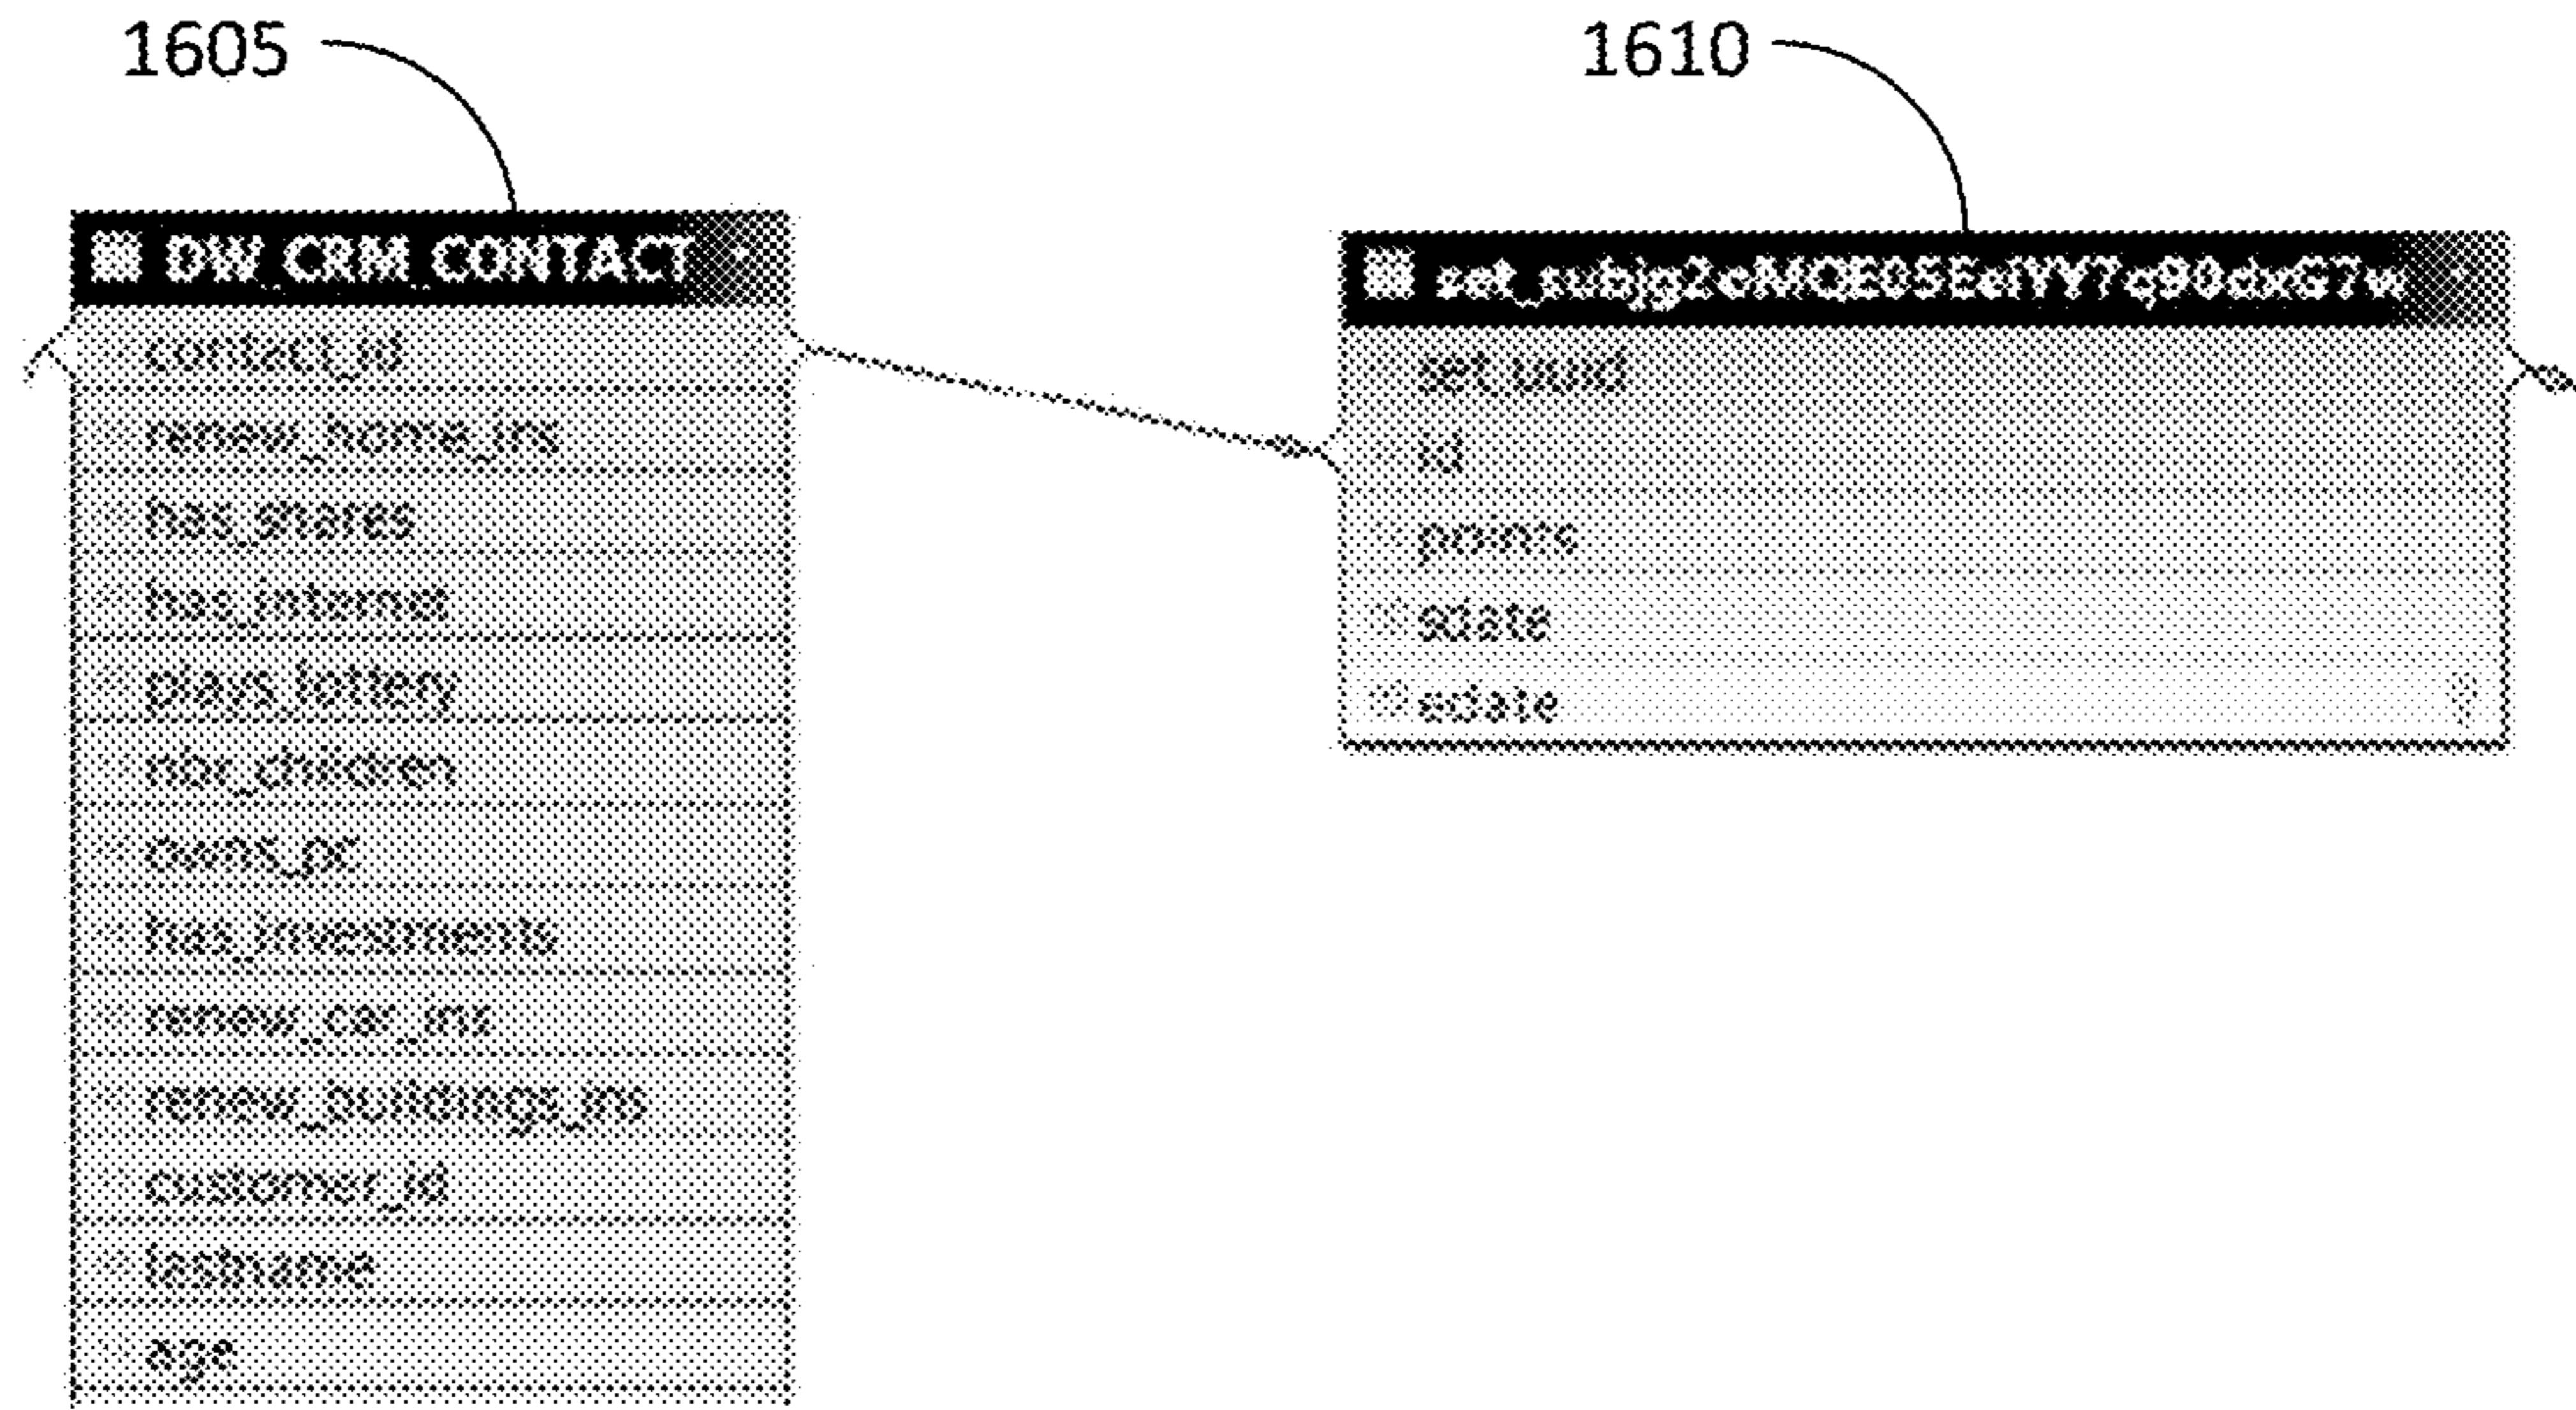 1605
1610
DW_CRM_CONTACT
contact_id
renew_home_ins
has_shares
has_internet
plays_lottery
nbr_children
owns_pc
has_investments
renew_car_ins
renew_buildings_ins
customer_id
lastname
age
set_uuid
id
points
sdate
edate